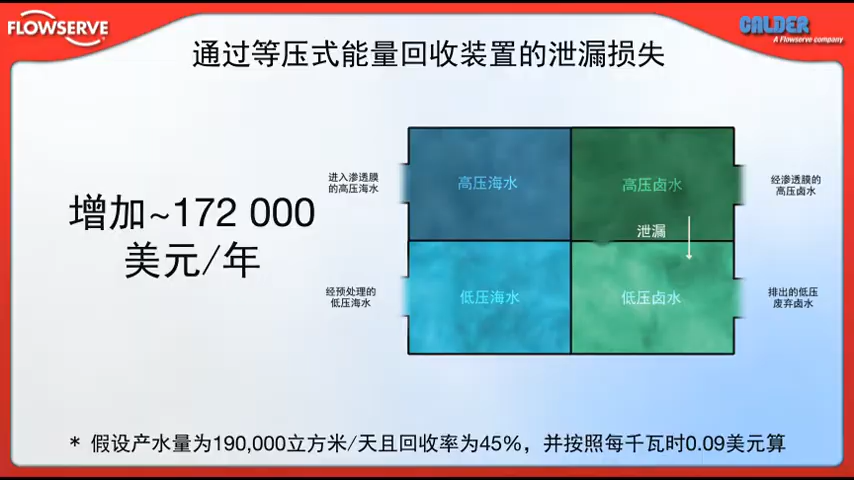 FLOWSERVE
CALDER
A Flowserve company
通过等压式能量回收装置的泄漏损失
增加~172 000
美元/年
进入渗透膜
的高压海水
高压海水
高压卤水
经渗透膜的
高压卤水
泄漏
经预处理的
低压海水
低压海水
低压卤水
排出的低压
废弃卤水
* 假设产水量为190,000立方米/天且回收率为45%，并按照每千瓦时0.09美元算